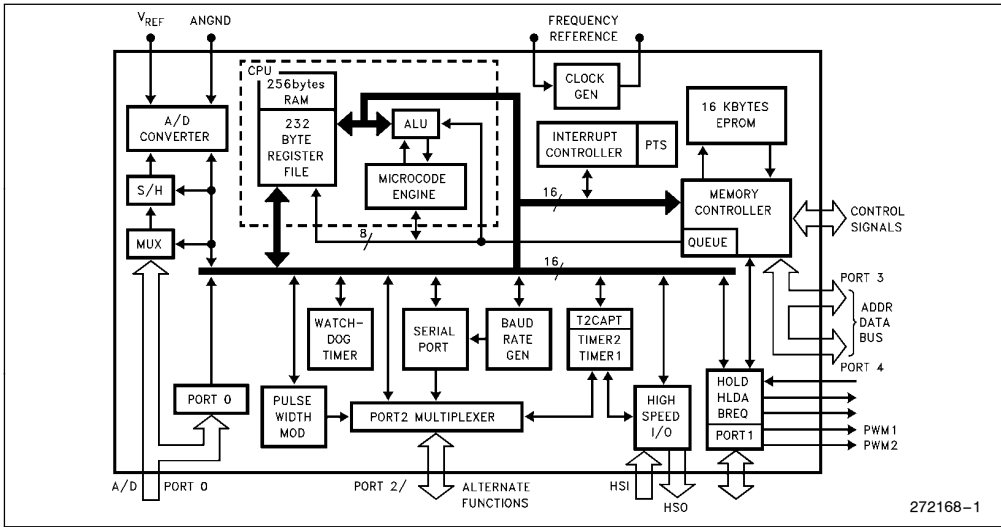 VREF
ANGND
FREQUENCY
REFERENCE
CPU
256bytes
RAM
232
BYTE
REGISTER
FILE
ALU
MICROCODE
ENGINE
CLOCK
GEN
16 KBYTES
EPROM
INTERRUPT
CONTROLLER
PTS
A/D
CONVERTER
S/H
MUX
MEMORY
CONTROLLER
QUEUE
CONTROL
SIGNALS
16
8
16
PORT 3
ADDR
DATA
BUS
PORT 4
WATCH-
DOG
TIMER
SERIAL
PORT
BAUD
RATE
GEN
T2CAPT
TIMER2
TIMER1
PORT 0
PULSE
WIDTH
MOD
PORT2 MULTIPLEXER
HIGH
SPEED
I/O
HOLD
HLDA
BREQ
PORT1
PWM1
PWM2
A/D
PORT 0
PORT 2/
ALTERNATE
FUNCTIONS
HSI
HSO
272168-1